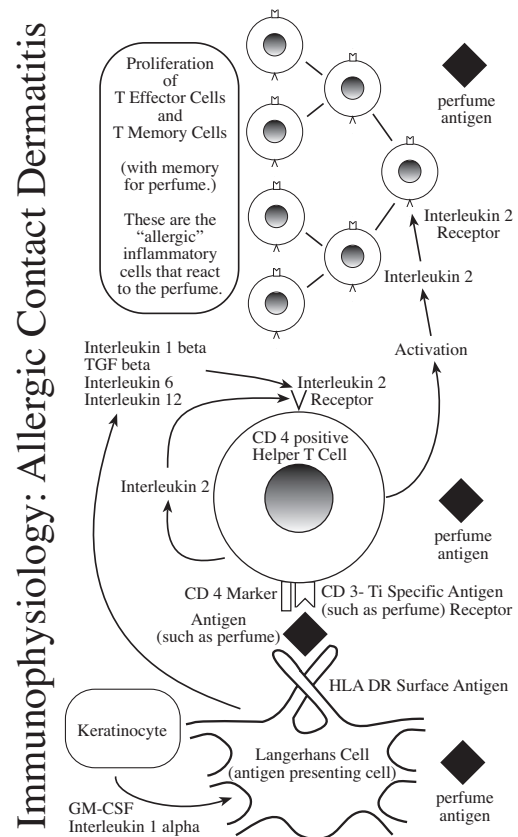 Immunophysiology: Allergic Contact Dermatitis
Proliferation
of
T Effector Cells
and
T Memory Cells
(with memory
for perfume.)
These are the
“allergic”
inflammatory
cells that react
to the perfume.
perfume
antigen
Interleukin 2
Receptor
Interleukin 2
Activation
Interleukin 1 beta
TGF beta
Interleukin 6
Interleukin 12
Interleukin 2
Receptor
CD 4 positive
Helper T Cell
Interleukin 2
perfume
antigen
CD 4 Marker
CD 3- Ti Specific Antigen
(such as perfume) Receptor
Antigen
(such as perfume)
HLA DR Surface Antigen
Keratinocyte
Langerhans Cell
(antigen presenting cell)
perfume
antigen
GM-CSF
Interleukin 1 alpha